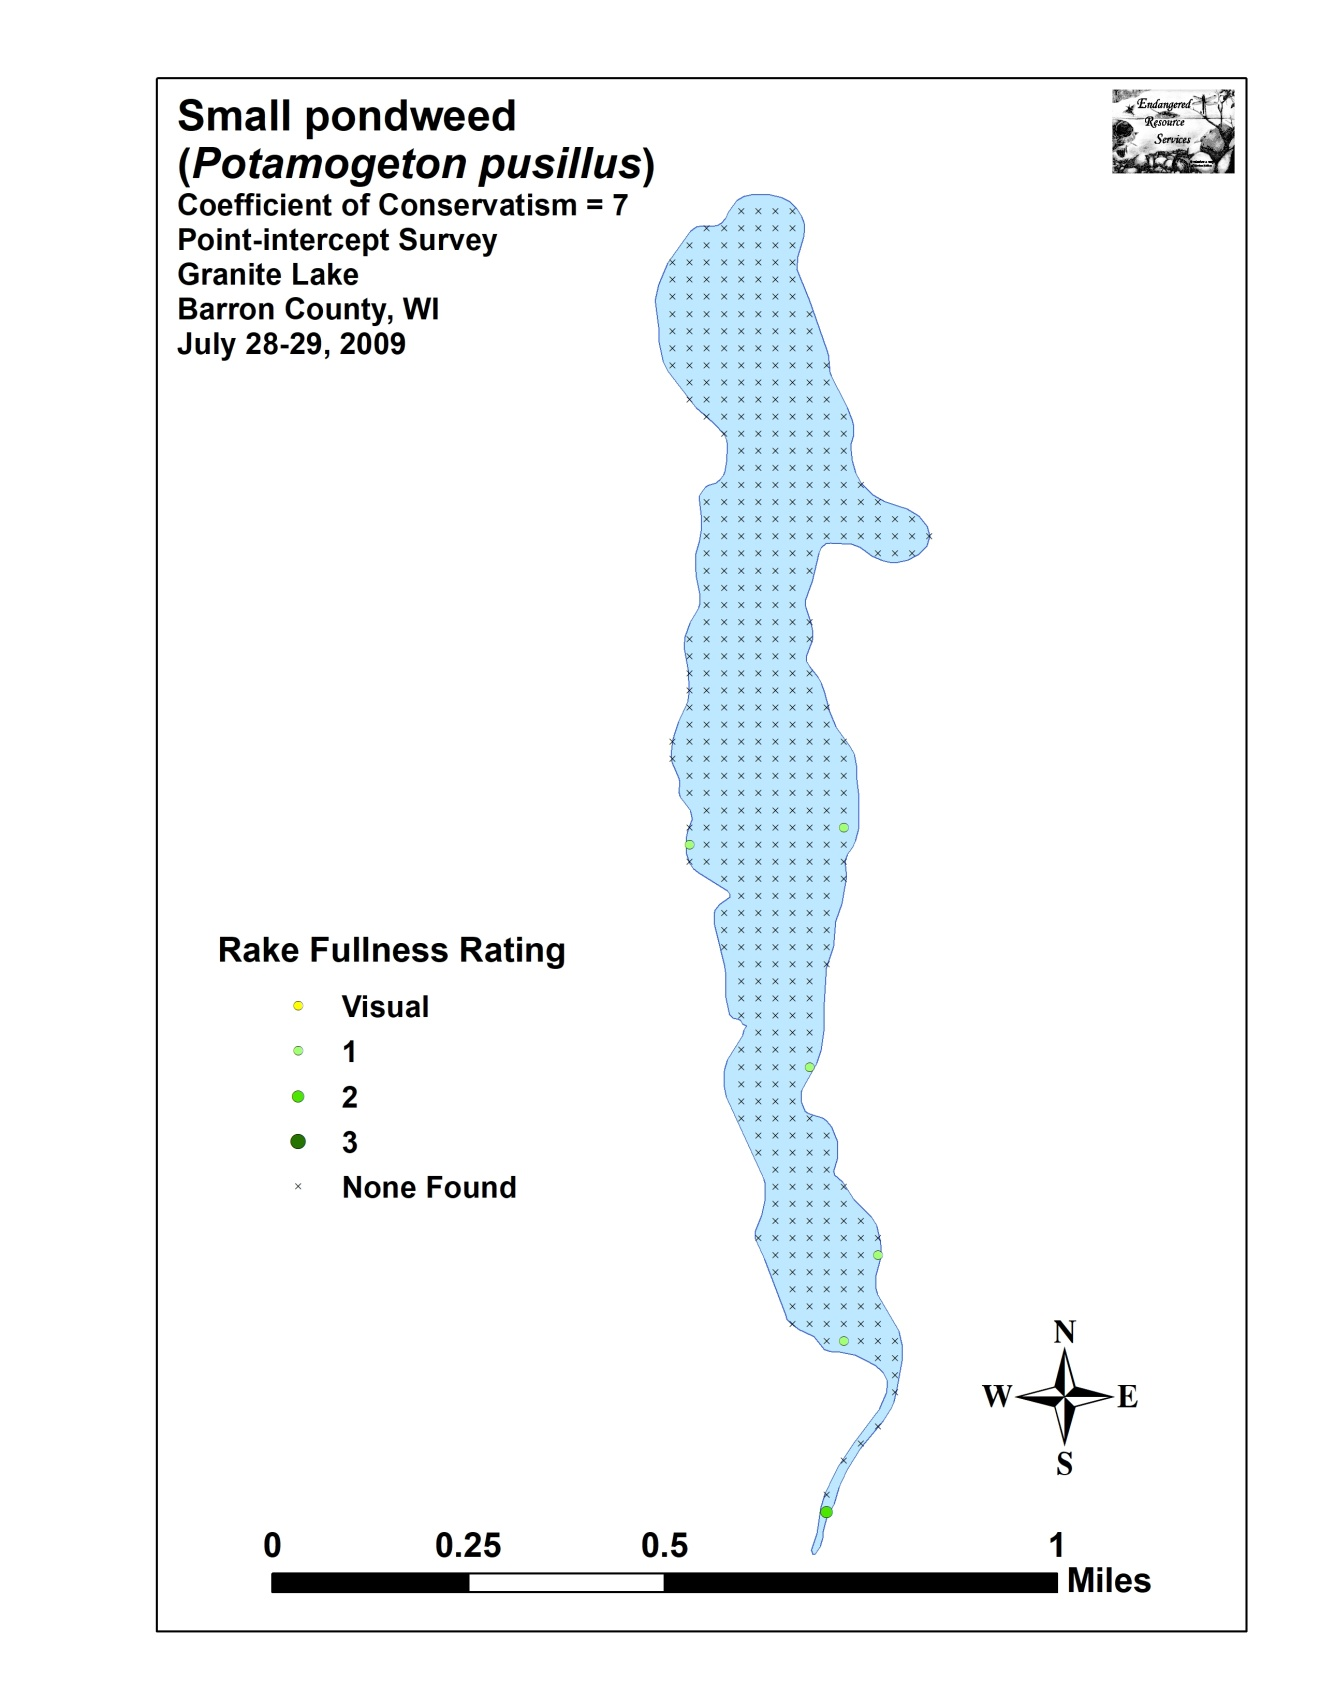 Small pondweed
(Potamogeton pusillus)
Coefficient of Conservatism = 7
Point-intercept Survey
Granite Lake
Barron County, WI
July 28-29, 2009
Endangered
Resource
Services
Rake Fullness Rating
Visual
1
2
3
None Found
N
W E
S
0 0.25 0.5 1
Miles